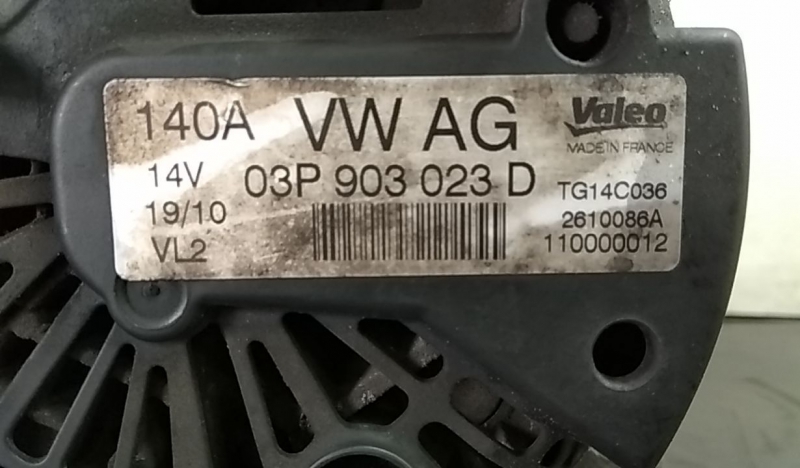 140A VW AG Valeo
MADE IN FRANCE
14V 03P 903 023 D TG14C036
19/10 2610086A
VL2 110000012